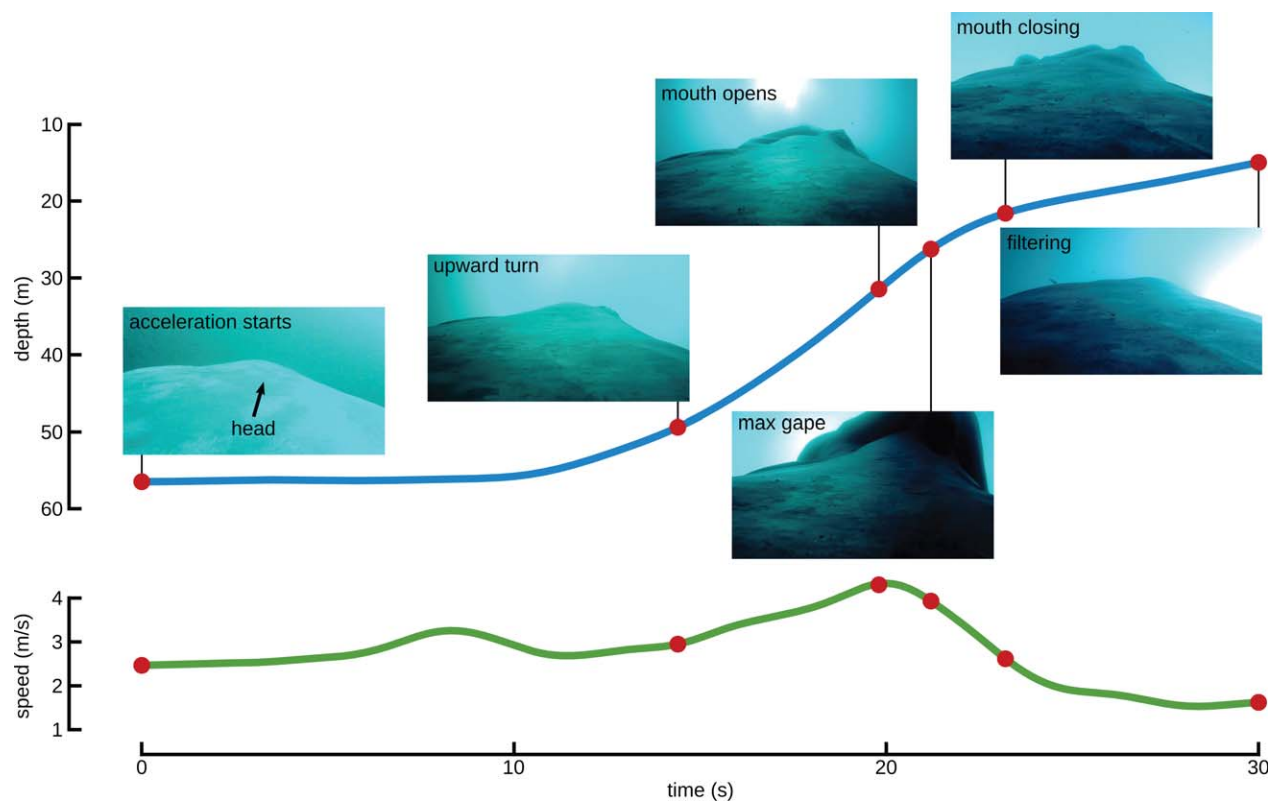 mouth closing
mouth opens
10
20
30
40
50
60
depth (m)
upward turn
filtering
acceleration starts
head
max gape
4
3
2
1
speed (m/s)
0
10
20
30
time (s)